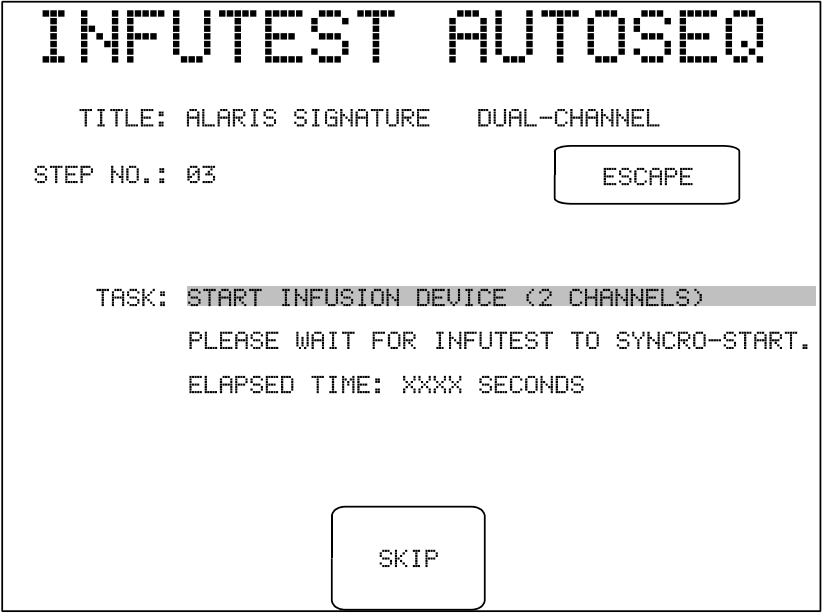 INFUTEST AUTOSEQ
TITLE: ALARIS SIGNATURE DUAL-CHANNEL
STEP NO.: 03
ESCAPE
TASK: START INFUSION DEVICE (2 CHANNELS)
PLEASE WAIT FOR INFUTEST TO SYNCRO-START.
ELAPSED TIME: XXXX SECONDS
SKIP